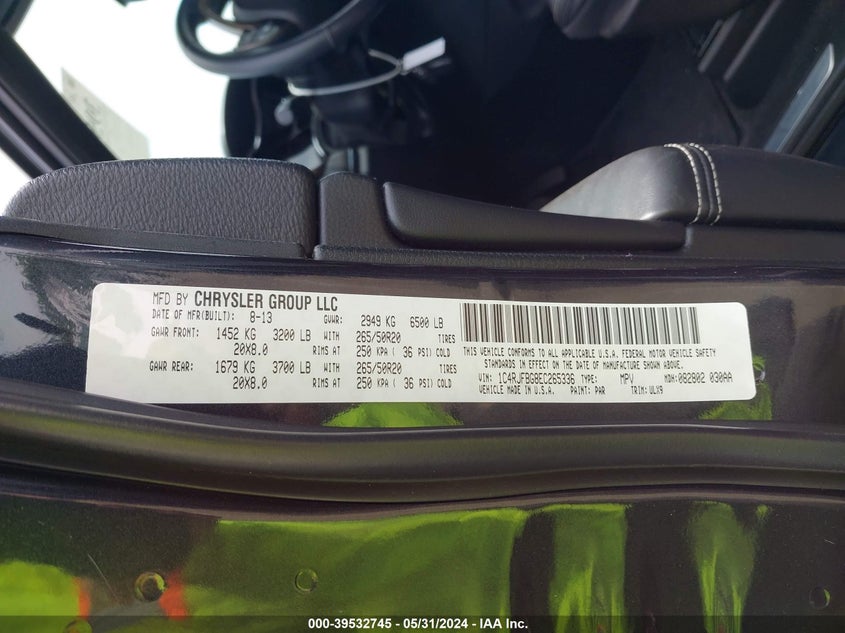 MFD BY CHRYSLER GROUP LLC
DATE OF MFR(BUILT): 8-13 GVWR: 2949 KG 6500 LB
GAWR FRONT: 1452 KG 3200 LB WITH 265/50R20 TIRES
20X8.0 RIMS AT 250 KPA ( 36 PSI) COLD
GAWR REAR: 1679 KG 3700 LB WITH 265/50R20 TIRES
20X8.0 RIMS AT 250 KPA ( 36 PSI) COLD
THIS VEHICLE CONFORMS TO ALL APPLICABLE U.S.A. FEDERAL MOTOR VEHICLE SAFETY
STANDARDS IN EFFECT ON THE DATE OF MANUFACTURE SHOWN ABOVE.
VIN: 1C4RJFBG8EC265336 TYPE: MPV MDH: 082802 030AA
VEHICLE MADE IN U.S.A. PAINT: PAR TRIM: ULX9
000-39532745 - 05/31/2024 - IAA Inc.